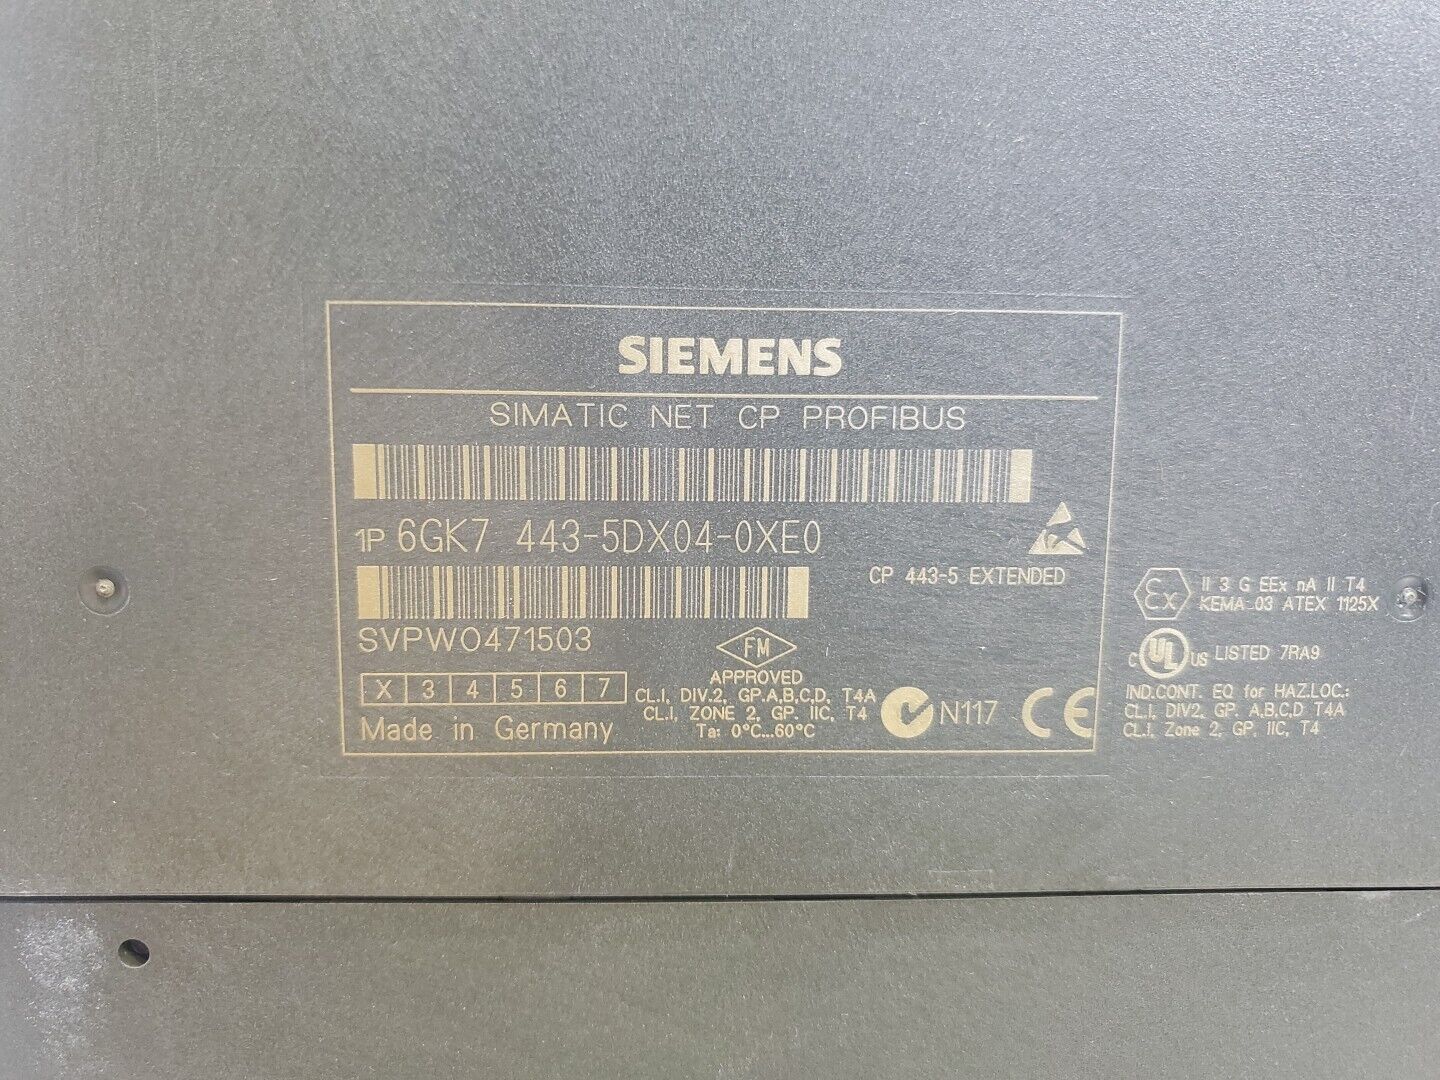 SIEMENS
SIMATIC NET CP PROFIBUS
1P 6GK7 443-5DX04-0XE0
CP 443-5 EXTENDED
SVPW0471503
X 3 4 5 6 7
Made in Germany
FM
APPROVED
CL.I, DIV.2, GP.A,B,C,D, T4A
CL.I, ZONE 2, GP. IIC, T4
Ta: 0°C...60°C
N117
CE
Ex
II 3 G EEx nA II T4
KEMA 03 ATEX 1125X
C UL US LISTED 7RA9
IND.CONT. EQ for HAZ.LOC.:
CL.I, DIV.2, GP. A,B,C,D T4A
CL.I, Zone 2, GP. IIC, T4